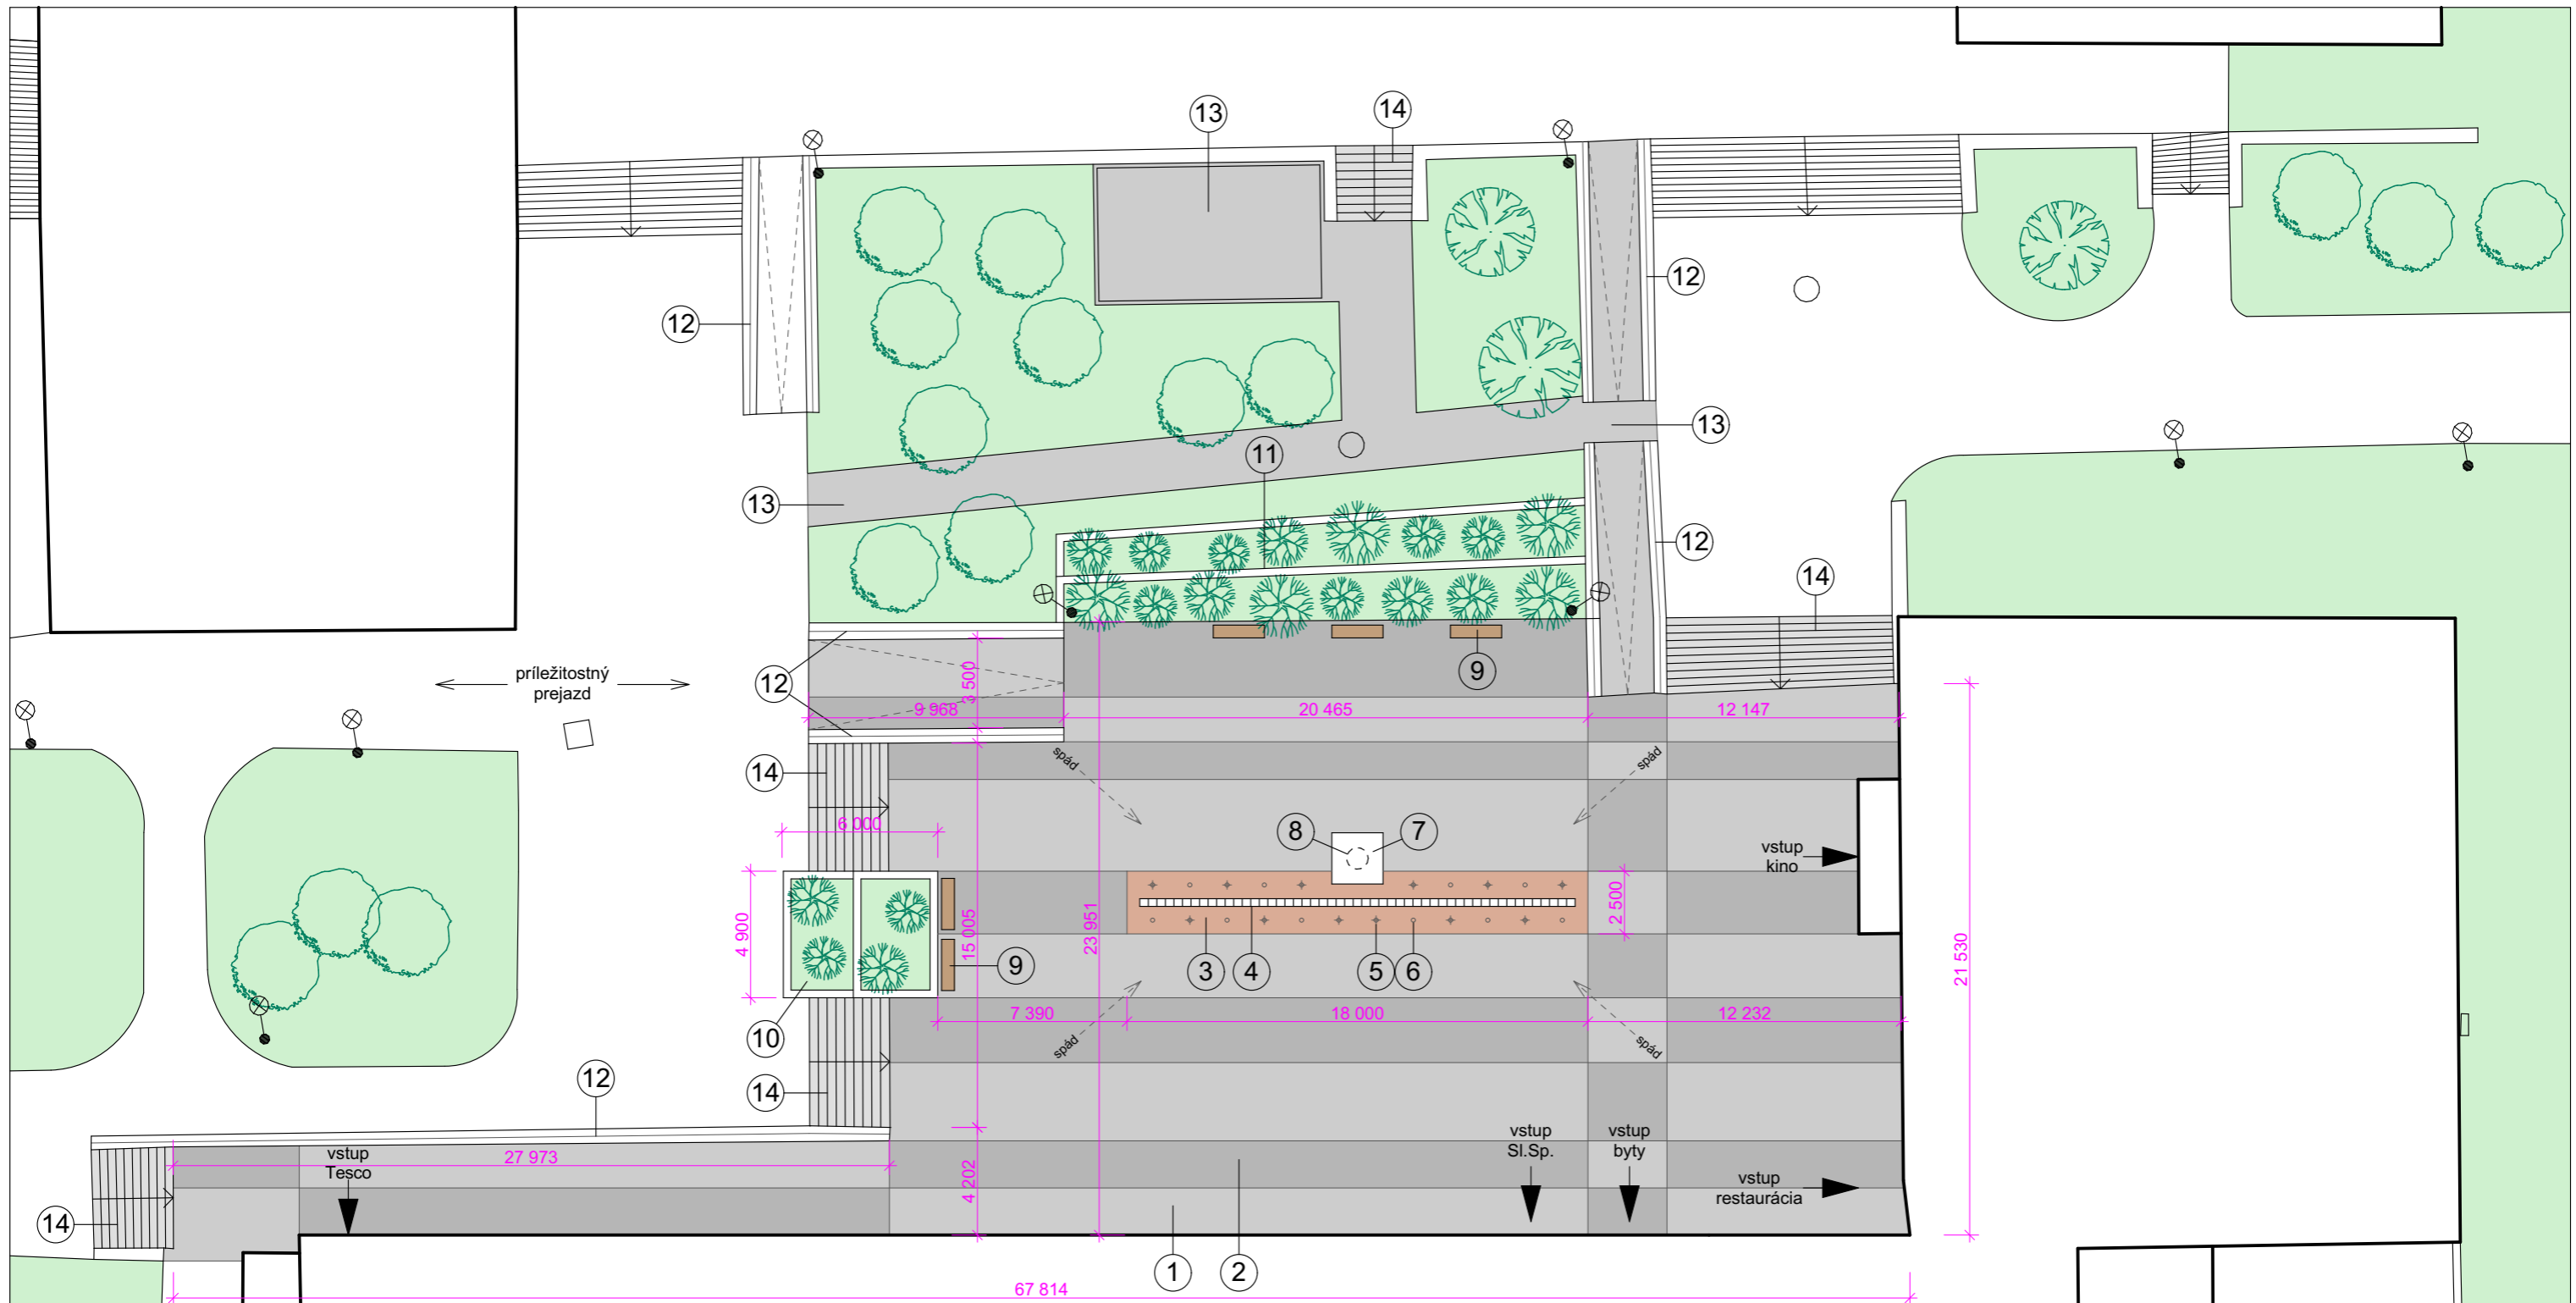 13
14
12
12
13
11
13
12
14
príležitostný
prejazd
12
3 500
9
9 968
20 465
12 147
spád
spád
14
6 000
8
7
vstup
kino
4 900
15 005
23 951
2 500
21 530
9
3
4
5
6
7 390
18 000
12 232
10
spád
spád
12
14
vstup
Tesco
27 973
4 202
vstup
Sl.Sp.
vstup
byty
vstup
reštaurácia
14
1
2
67 814